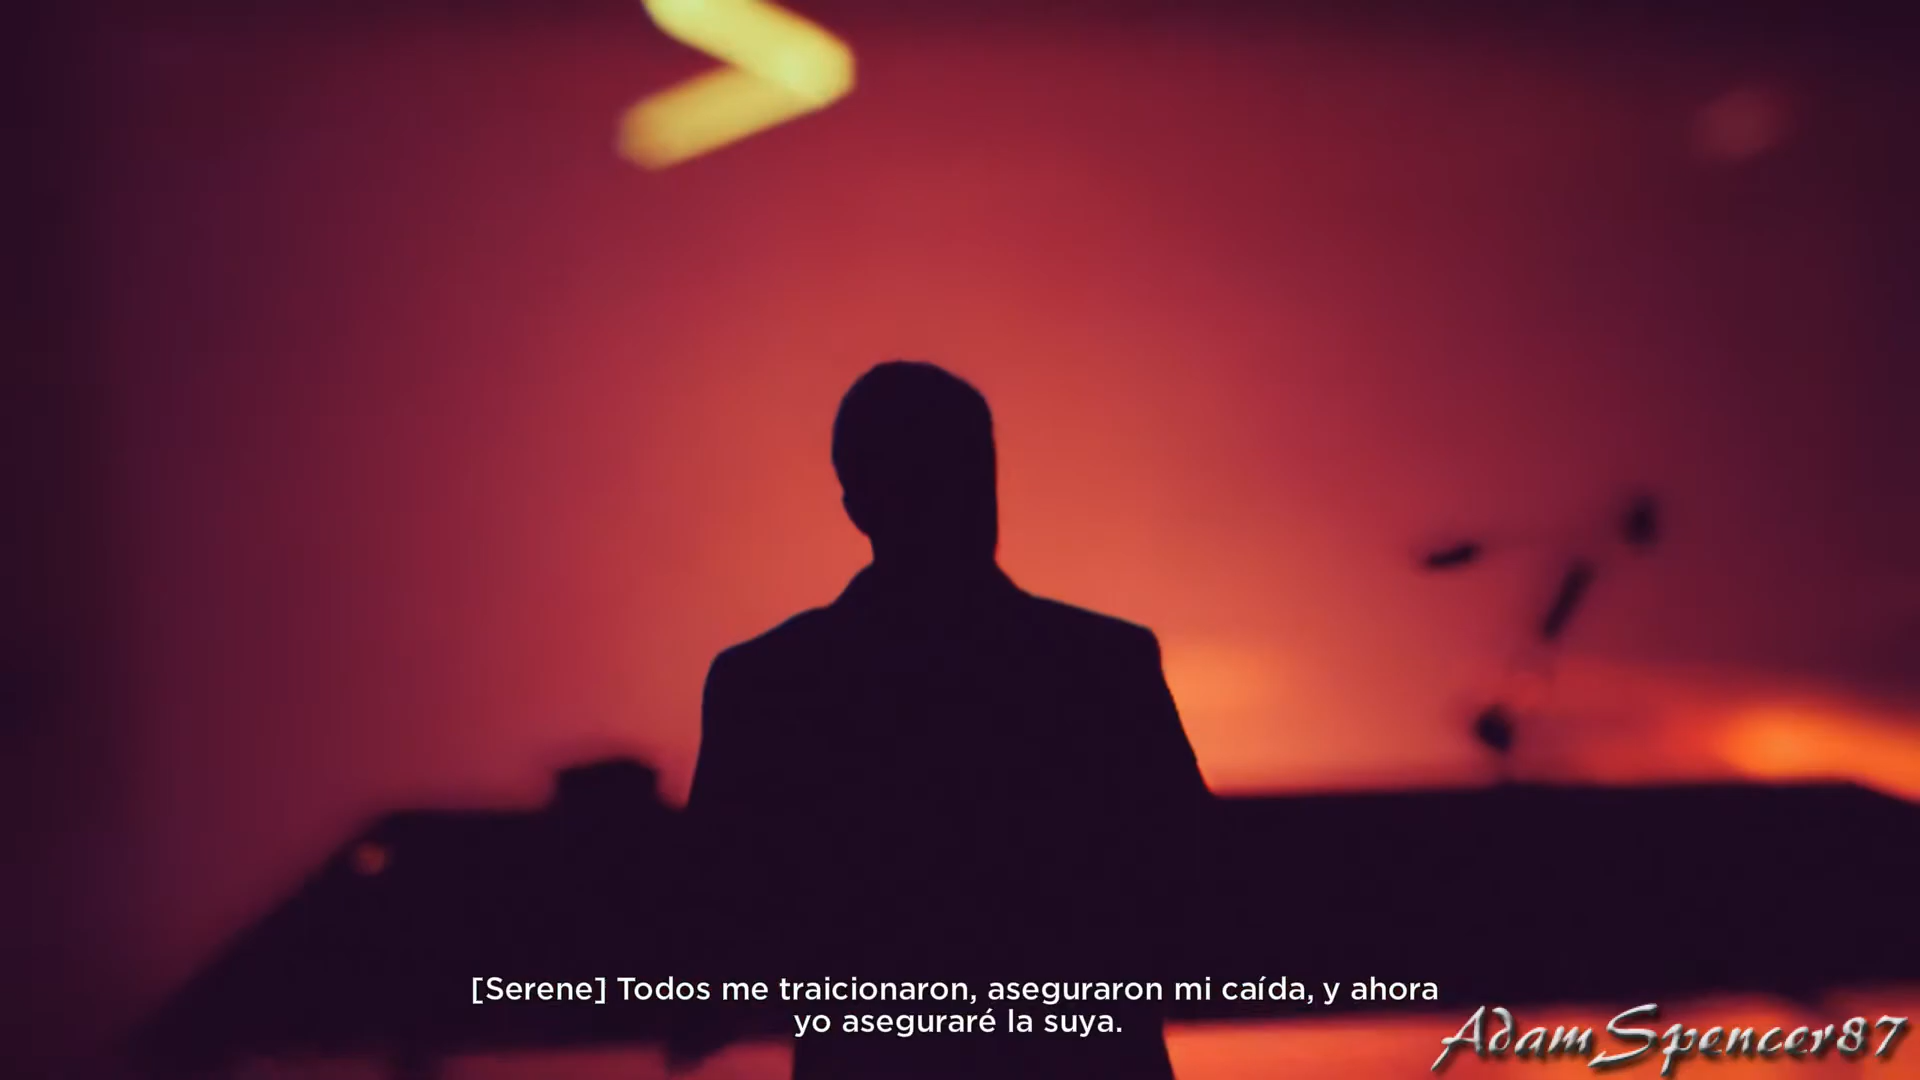 [Serene] Todos me traicionaron, aseguraron mi caída, y ahora
yo aseguraré la suya.
AdamSpencer87